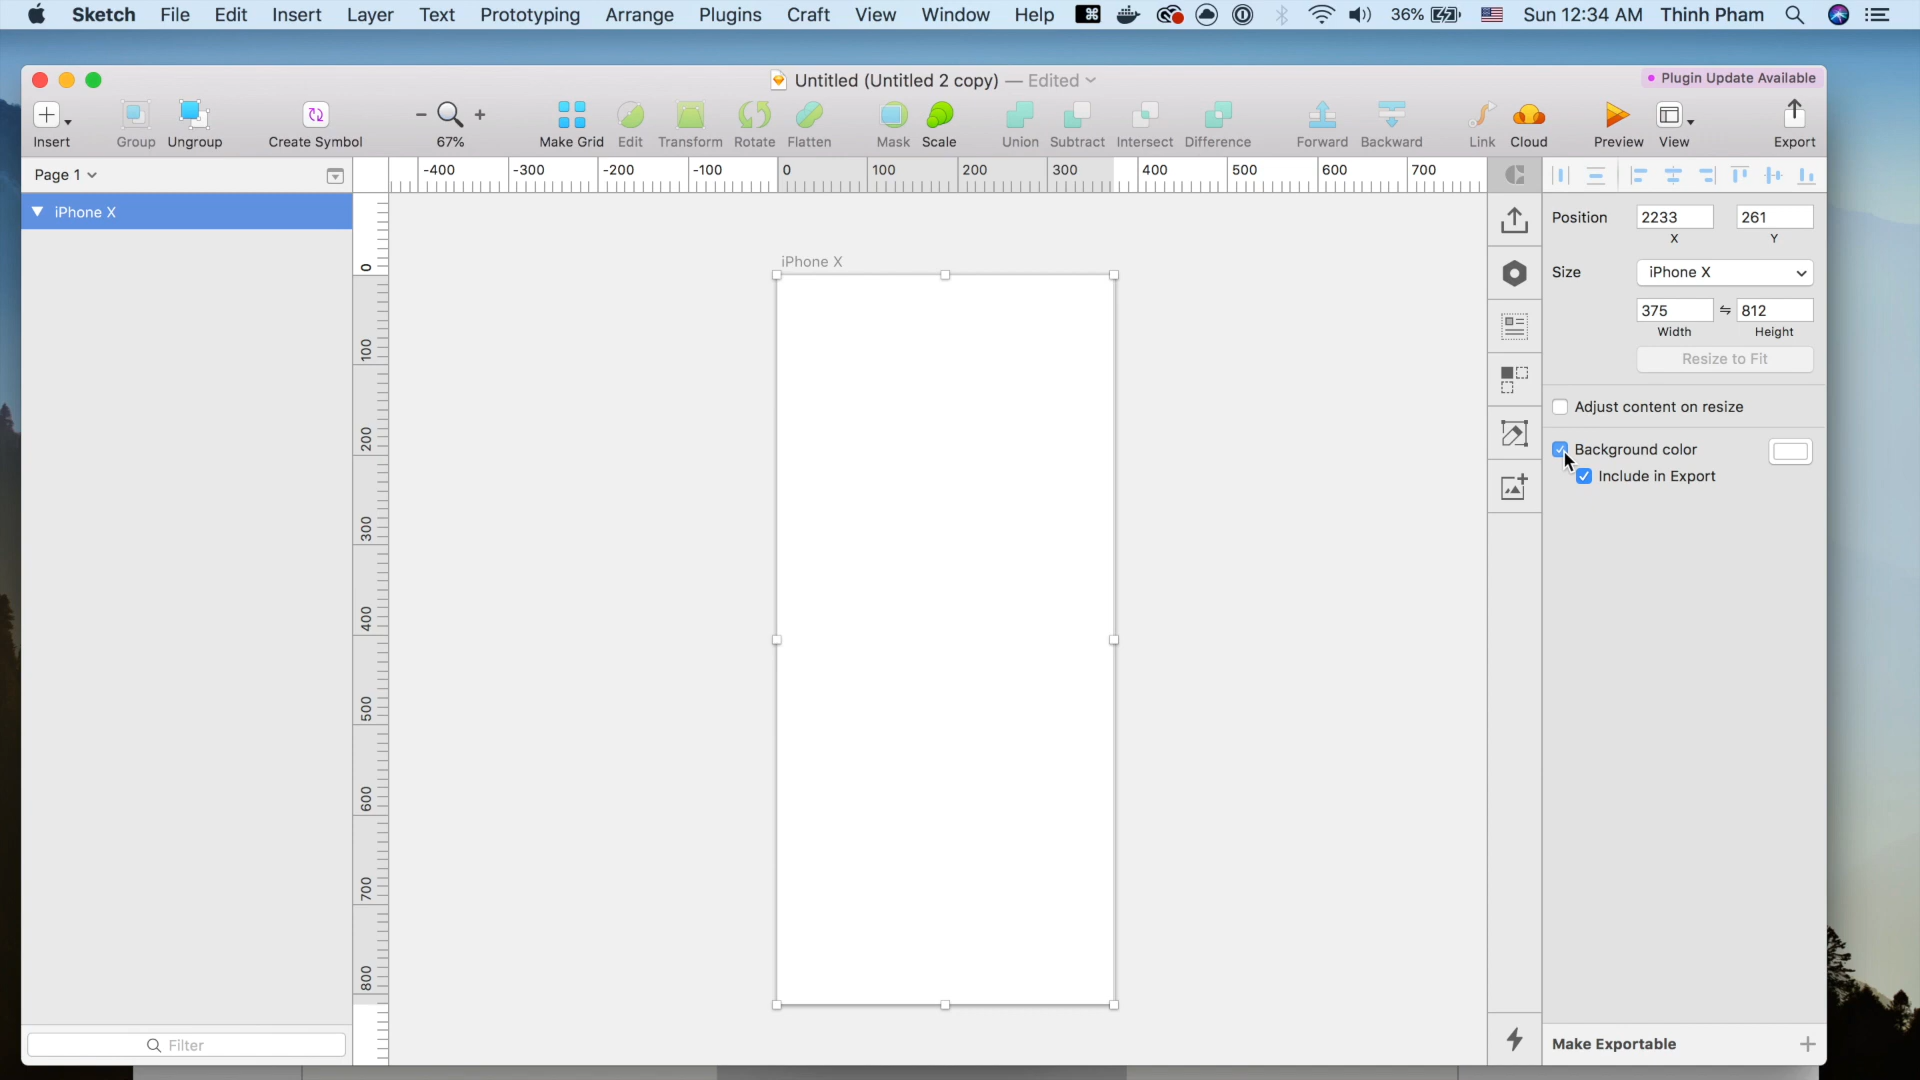 Sketch File Edit Insert Layer Text Prototyping Arrange Plugins Craft View Window Help 36% Sun 12:34 AM Thinh Pham
Untitled (Untitled 2 copy) — Edited
Plugin Update Available
Insert Group Ungroup Create Symbol 67% Make Grid Edit Transform Rotate Flatten Mask Scale Union Subtract Intersect Difference Forward Backward Link Cloud Preview View Export
Page 1
-400 -300 -200 -100 0 100 200 300 400 500 600 700
iPhone X
0
100
200
300
400
500
600
700
800
iPhone X
Position 2233 261
X Y
Size iPhone X
375 812
Width Height
Resize to Fit
Adjust content on resize
Background color
Include in Export
Filter
Make Exportable